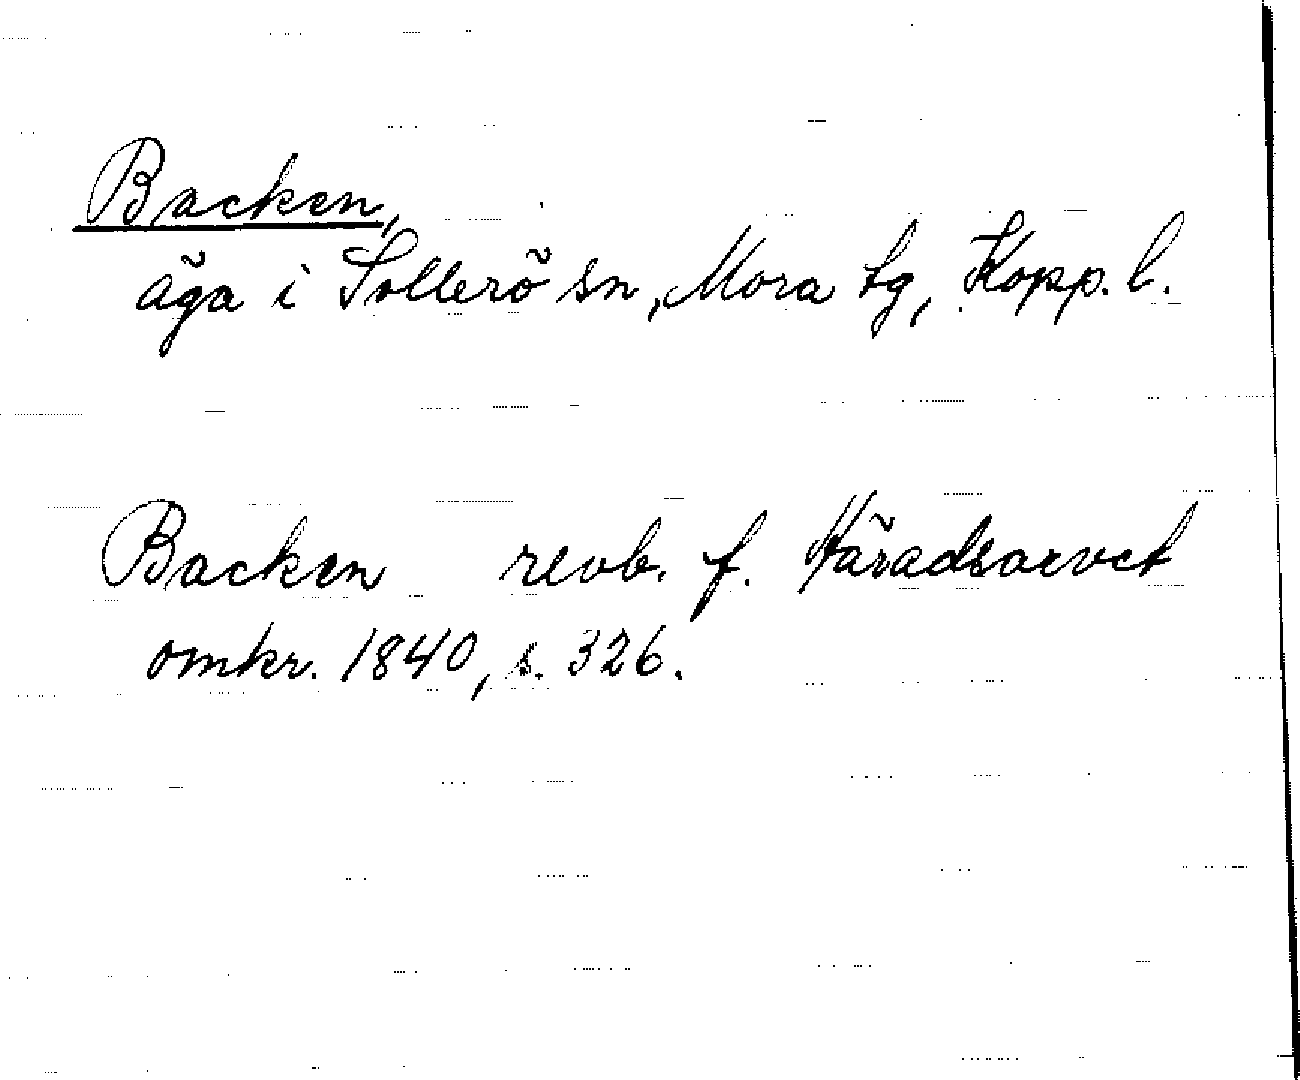 Backen,
äga i Sollerö sn, Mora tg, Kopp. l.
Backen revb. f. Häradsarvet
omkr. 1840, s. 326.